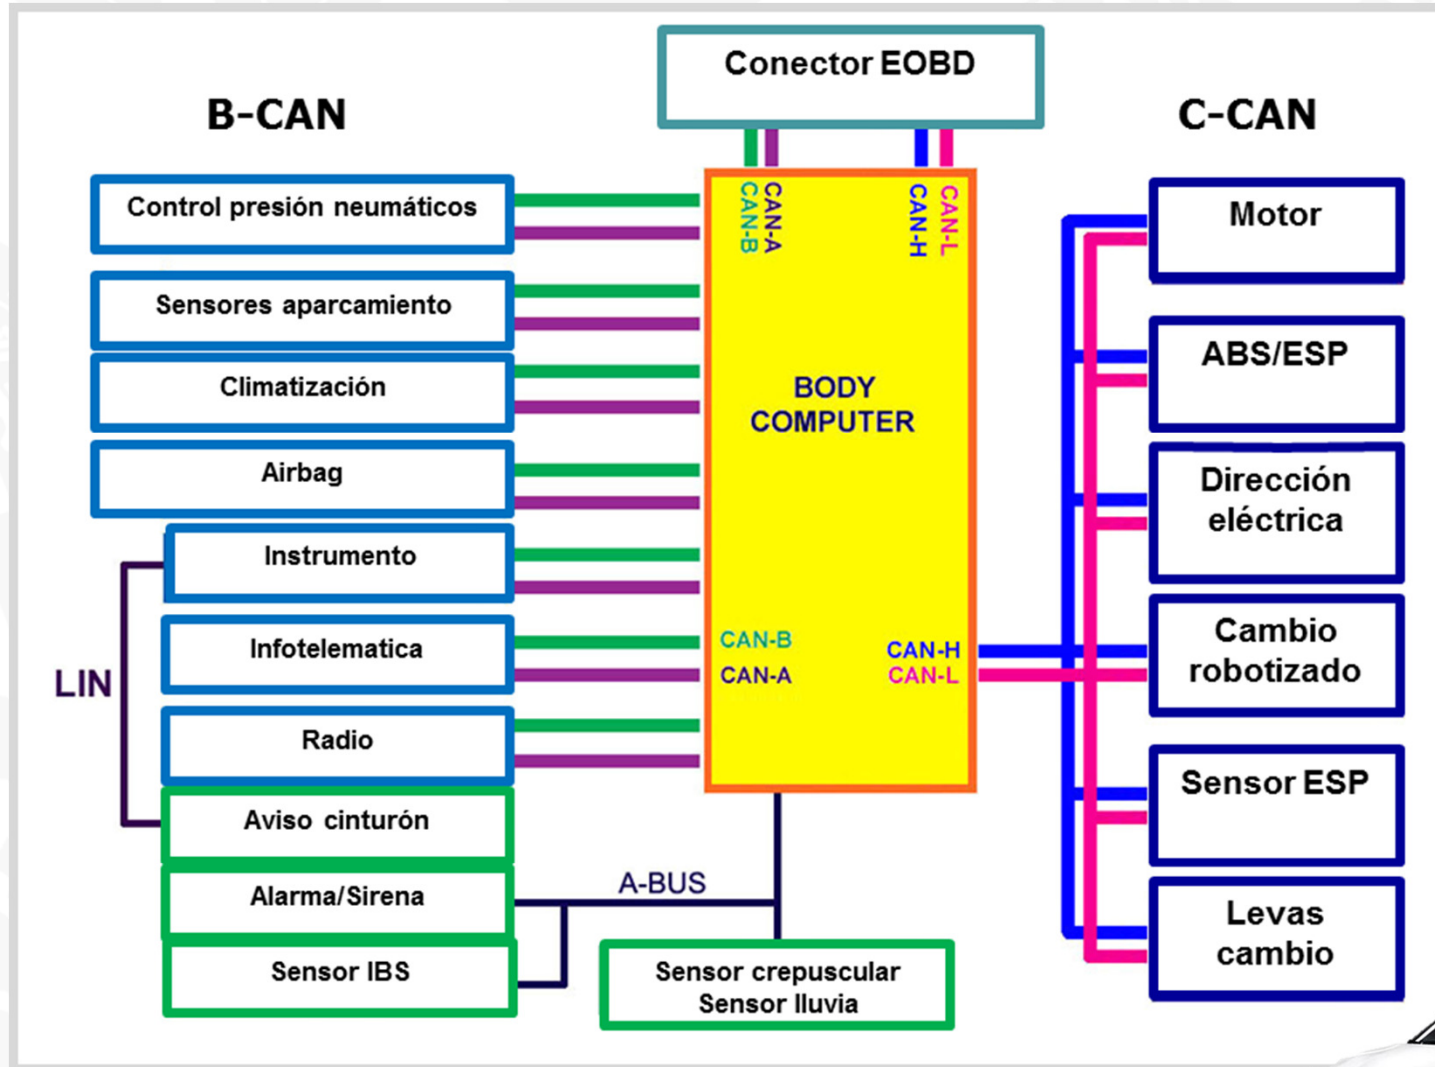 Conector EOBD
B-CAN
C-CAN
CAN-B
CAN-A
CAN-H
CAN-L
Control presión neumáticos
Sensores aparcamiento
Climatización
Airbag
Instrumento
Infotelematica
Radio
Aviso cinturón
Alarma/Sirena
Sensor IBS
LIN
BODY
COMPUTER
CAN-B
CAN-A
CAN-H
CAN-L
A-BUS
Sensor crepuscular
Sensor lluvia
Motor
ABS/ESP
Dirección
eléctrica
Cambio
robotizado
Sensor ESP
Levas
cambio